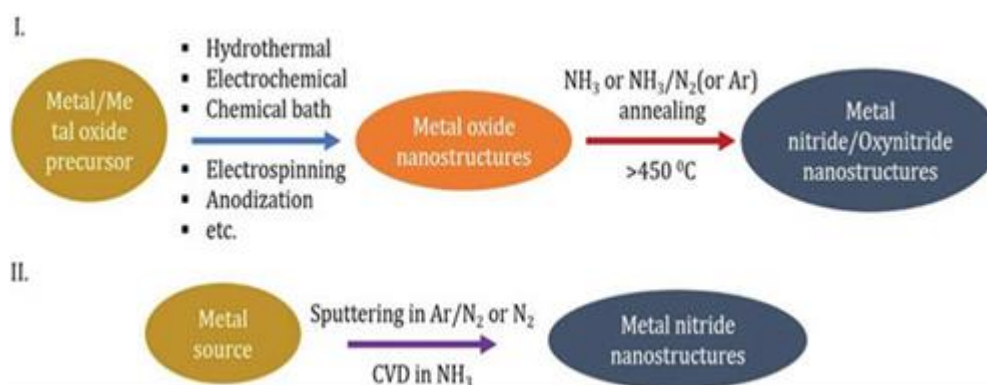 I.
▪ Hydrothermal
▪ Electrochemical
▪ Chemical bath
Metal/Me
tal oxide
precursor
▪ Electrospinning
▪ Anodization
▪ etc.
Metal oxide
nanostructures
NH₃ or NH₃/N₂(or Ar)
annealing
>450 ⁰C
Metal
nitride/Oxynitride
nanostructures
II.
Metal
source
Sputtering in Ar/N₂ or N₂
CVD in NH₃
Metal nitride
nanostructures